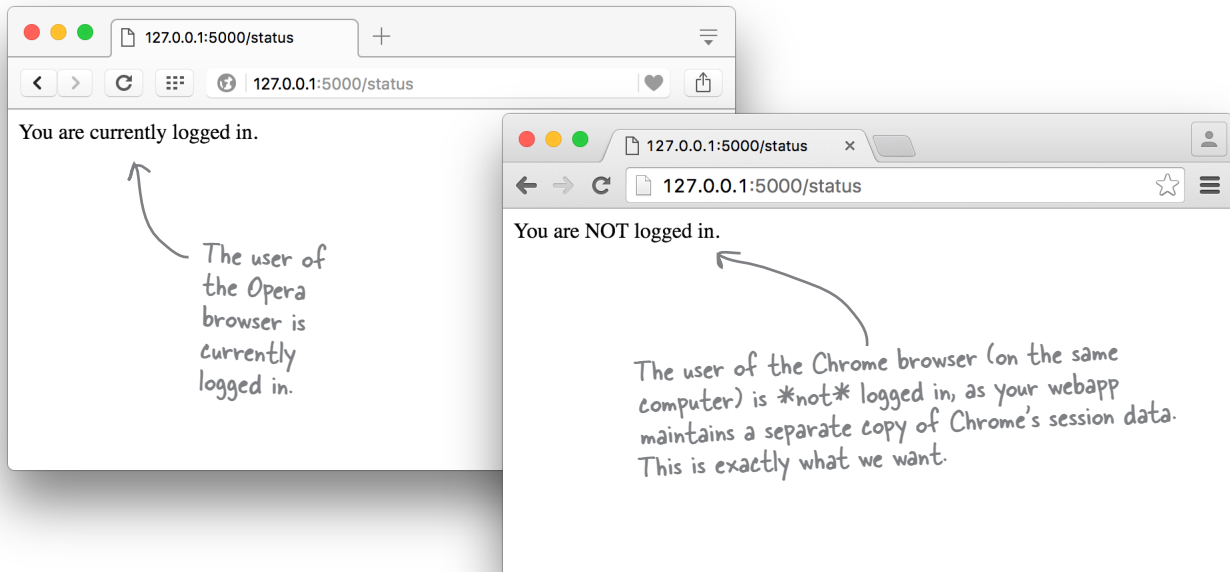 127.0.0.1:5000/status
127.0.0.1:5000/status
You are currently logged in.
The user of
the Opera
browser is
currently
logged in.
127.0.0.1:5000/status
127.0.0.1:5000/status
You are NOT logged in.
The user of the Chrome browser (on the same
computer) is *not* logged in, as your webapp
maintains a separate copy of Chrome's session data.
This is exactly what we want.